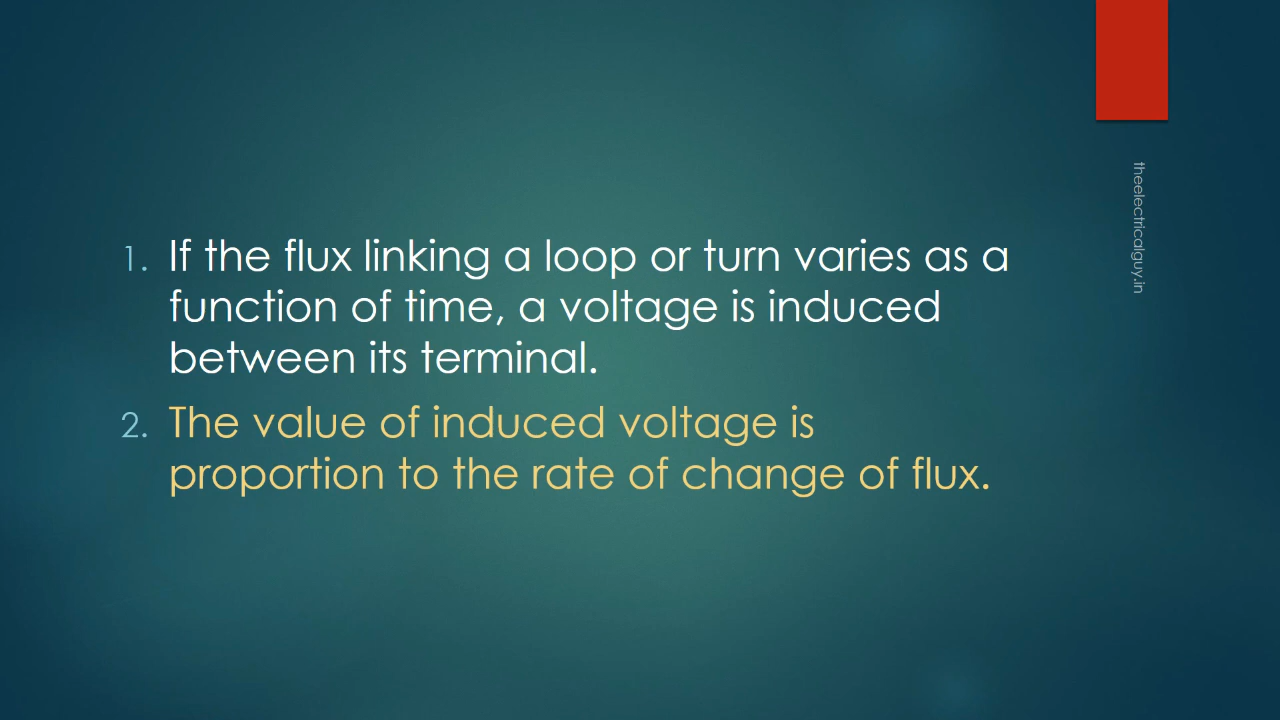 1. If the flux linking a loop or turn varies as a
function of time, a voltage is induced
between its terminal.
2. The value of induced voltage is
proportion to the rate of change of flux.
theelectricalguy.in